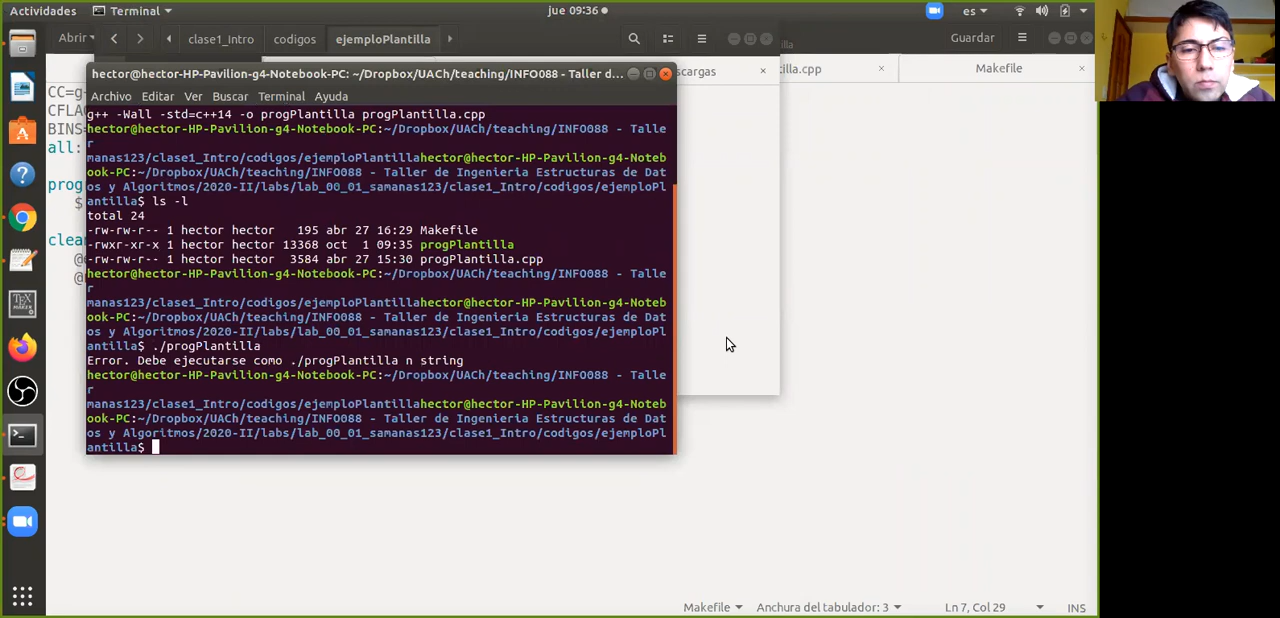 Actividades
Terminal
jue 09:36
es
Abrir
clase1_Intro
codigos
ejemploPlantilla
illa
Guardar
hector@hector-HP-Pavilion-g4-Notebook-PC: ~/Dropbox/UACh/teaching/INFO088 - Taller d...
scargas
cilla.cpp
Makefile
Archivo Editar Ver Buscar Terminal Ayuda
CC=g
CFLA
BINS
all:
prog
$
clea
@
@
g++ -Wall -std=c++14 -o progPlantilla progPlantilla.cpp
hector@hector-HP-Pavilion-g4-Notebook-PC:~/Dropbox/UACh/teaching/INFO088 - Talle
r
manas123/clase1_Intro/codigos/ejemploPlantillahector@hector-HP-Pavilion-g4-Noteb
ook-PC:~/Dropbox/UACh/teaching/INFO088 - Taller de Ingenieria Estructuras de Dat
os y Algoritmos/2020-II/labs/lab_00_01_samanas123/clase1_Intro/codigos/ejemploPl
antilla$ ls -l
total 24
-rw-rw-r-- 1 hector hector   195 abr 27 16:29 Makefile
-rwxr-xr-x 1 hector hector 13368 oct  1 09:35 progPlantilla
-rw-rw-r-- 1 hector hector  3584 abr 27 15:30 progPlantilla.cpp
hector@hector-HP-Pavilion-g4-Notebook-PC:~/Dropbox/UACh/teaching/INFO088 - Talle
r
manas123/clase1_Intro/codigos/ejemploPlantillahector@hector-HP-Pavilion-g4-Noteb
ook-PC:~/Dropbox/UACh/teaching/INFO088 - Taller de Ingenieria Estructuras de Dat
os y Algoritmos/2020-II/labs/lab_00_01_samanas123/clase1_Intro/codigos/ejemploPl
antilla$ ./progPlantilla
Error. Debe ejecutarse como ./progPlantilla n string
hector@hector-HP-Pavilion-g4-Notebook-PC:~/Dropbox/UACh/teaching/INFO088 - Talle
r
manas123/clase1_Intro/codigos/ejemploPlantillahector@hector-HP-Pavilion-g4-Noteb
ook-PC:~/Dropbox/UACh/teaching/INFO088 - Taller de Ingenieria Estructuras de Dat
os y Algoritmos/2020-II/labs/lab_00_01_samanas123/clase1_Intro/codigos/ejemploPl
antilla$
Makefile
Anchura del tabulador: 3
Ln 7, Col 29
INS